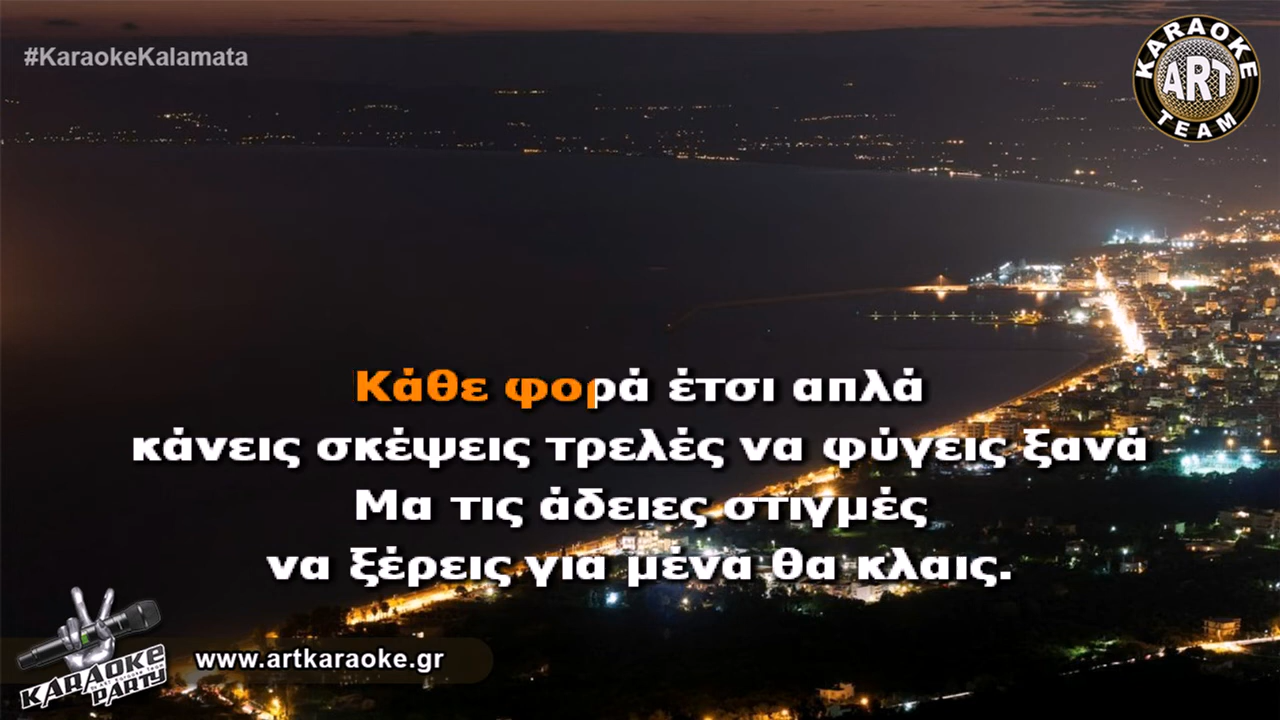 #KaraokeKalamata
KARAOKE
ART
TEAM
Κάθε φορά έτσι απλά
κάνεις σκέψεις τρελές να φύγεις ξανά
Μα τις άδειες στιγμές
να ξέρεις για μένα θα κλαις.
KARAOKE
PARTY
www.artkaraoke.gr